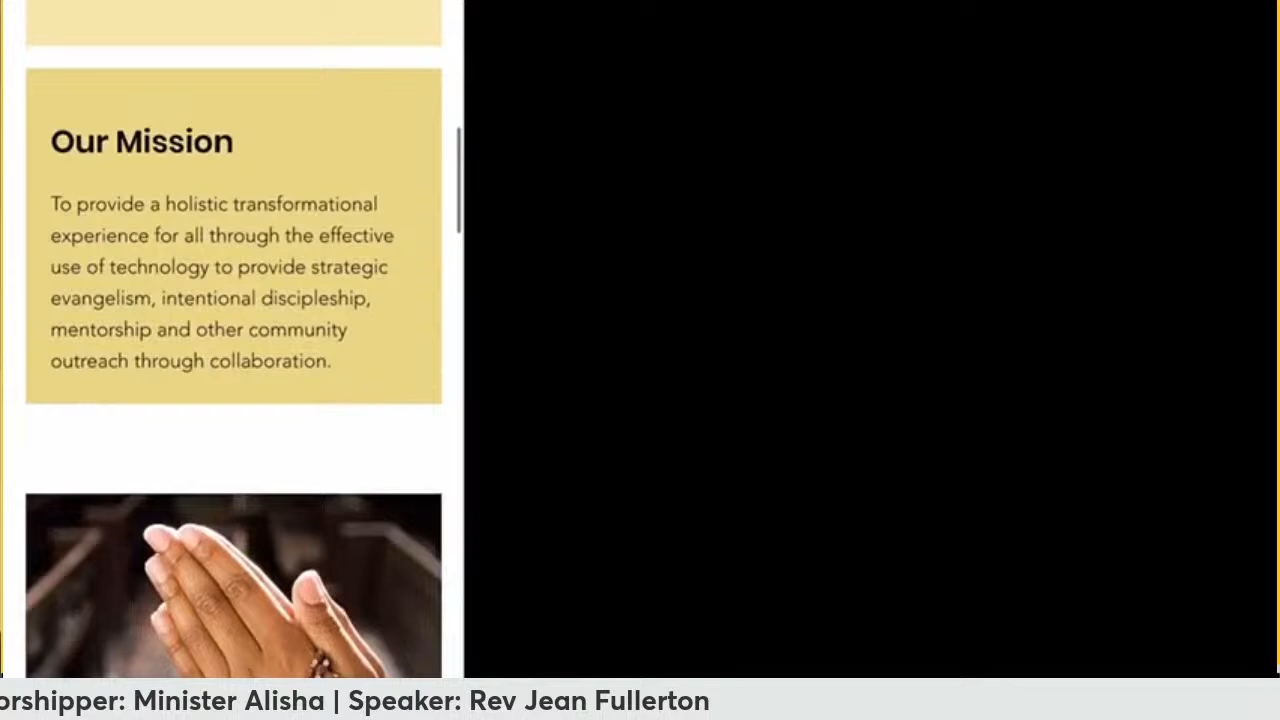 Our Mission
To provide a holistic transformational
experience for all through the effective
use of technology to provide strategic
evangelism, intentional discipleship,
mentorship and other community
outreach through collaboration.
orshipper: Minister Alisha | Speaker: Rev Jean Fullerton